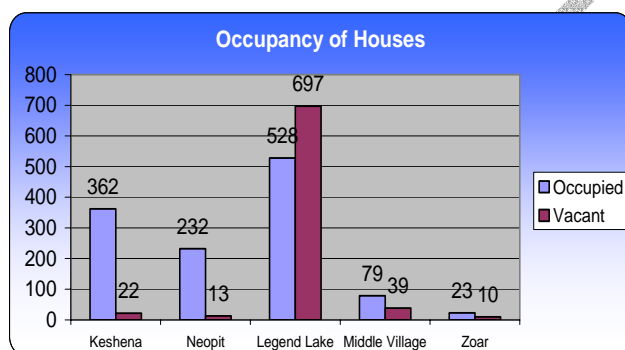 Occupancy of Houses
800
700
600
500
400
300
200
100
0
362
22
232
13
528
697
79
39
23
10
Keshena
Neopit
Legend Lake
Middle Village
Zoar
Occupied
Vacant